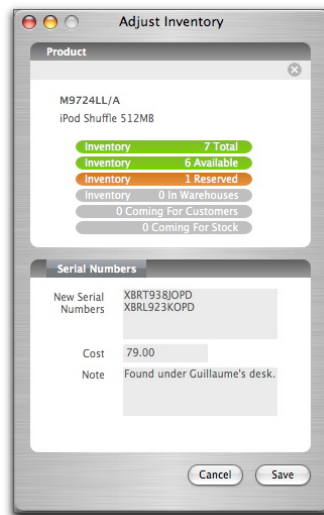 Adjust Inventory
Product
M9724LL/A
iPod Shuffle 512MB
Inventory 7 Total
Inventory 6 Available
Inventory 1 Reserved
Inventory 0 In Warehouses
0 Coming For Customers
0 Coming For Stock
Serial Numbers
New Serial Numbers
X8RT938JOPD
X8RL923KOPD
Cost 79.00
Note Found under Guillaume's desk.
Cancel Save